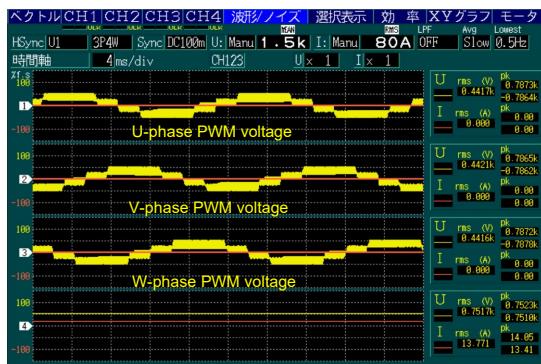 ベクトル CH1 CH2 CH3 CH4 波形/ノイズ 選択表示 効 率 XYグラフ モータ
MEAN RMS LPF Avg Lowest
HSync U1 3P4W Sync DC100m U: Manu 1.5k I: Manu 80A OFF Slow 0.5Hz
時間軸 4 ms/div CH123 U× 1 I× 1
%f.s
100
1
-100
U-phase PWM voltage
U rms (V) 0.4417k pk 0.7873k -0.7864k
I rms (A) 0.000 pk 0.00 0.00
100
2
-100
V-phase PWM voltage
U rms (V) 0.4421k pk 0.7865k -0.7862k
I rms (A) 0.000 pk 0.00 0.00
100
3
-100
W-phase PWM voltage
U rms (V) 0.4416k pk 0.7872k -0.7878k
I rms (A) 0.000 pk 0.00 0.00
100
4
-100
U rms (V) 0.7517k pk 0.7523k 0.7510k
I rms (A) 13.771 pk 14.05 13.41